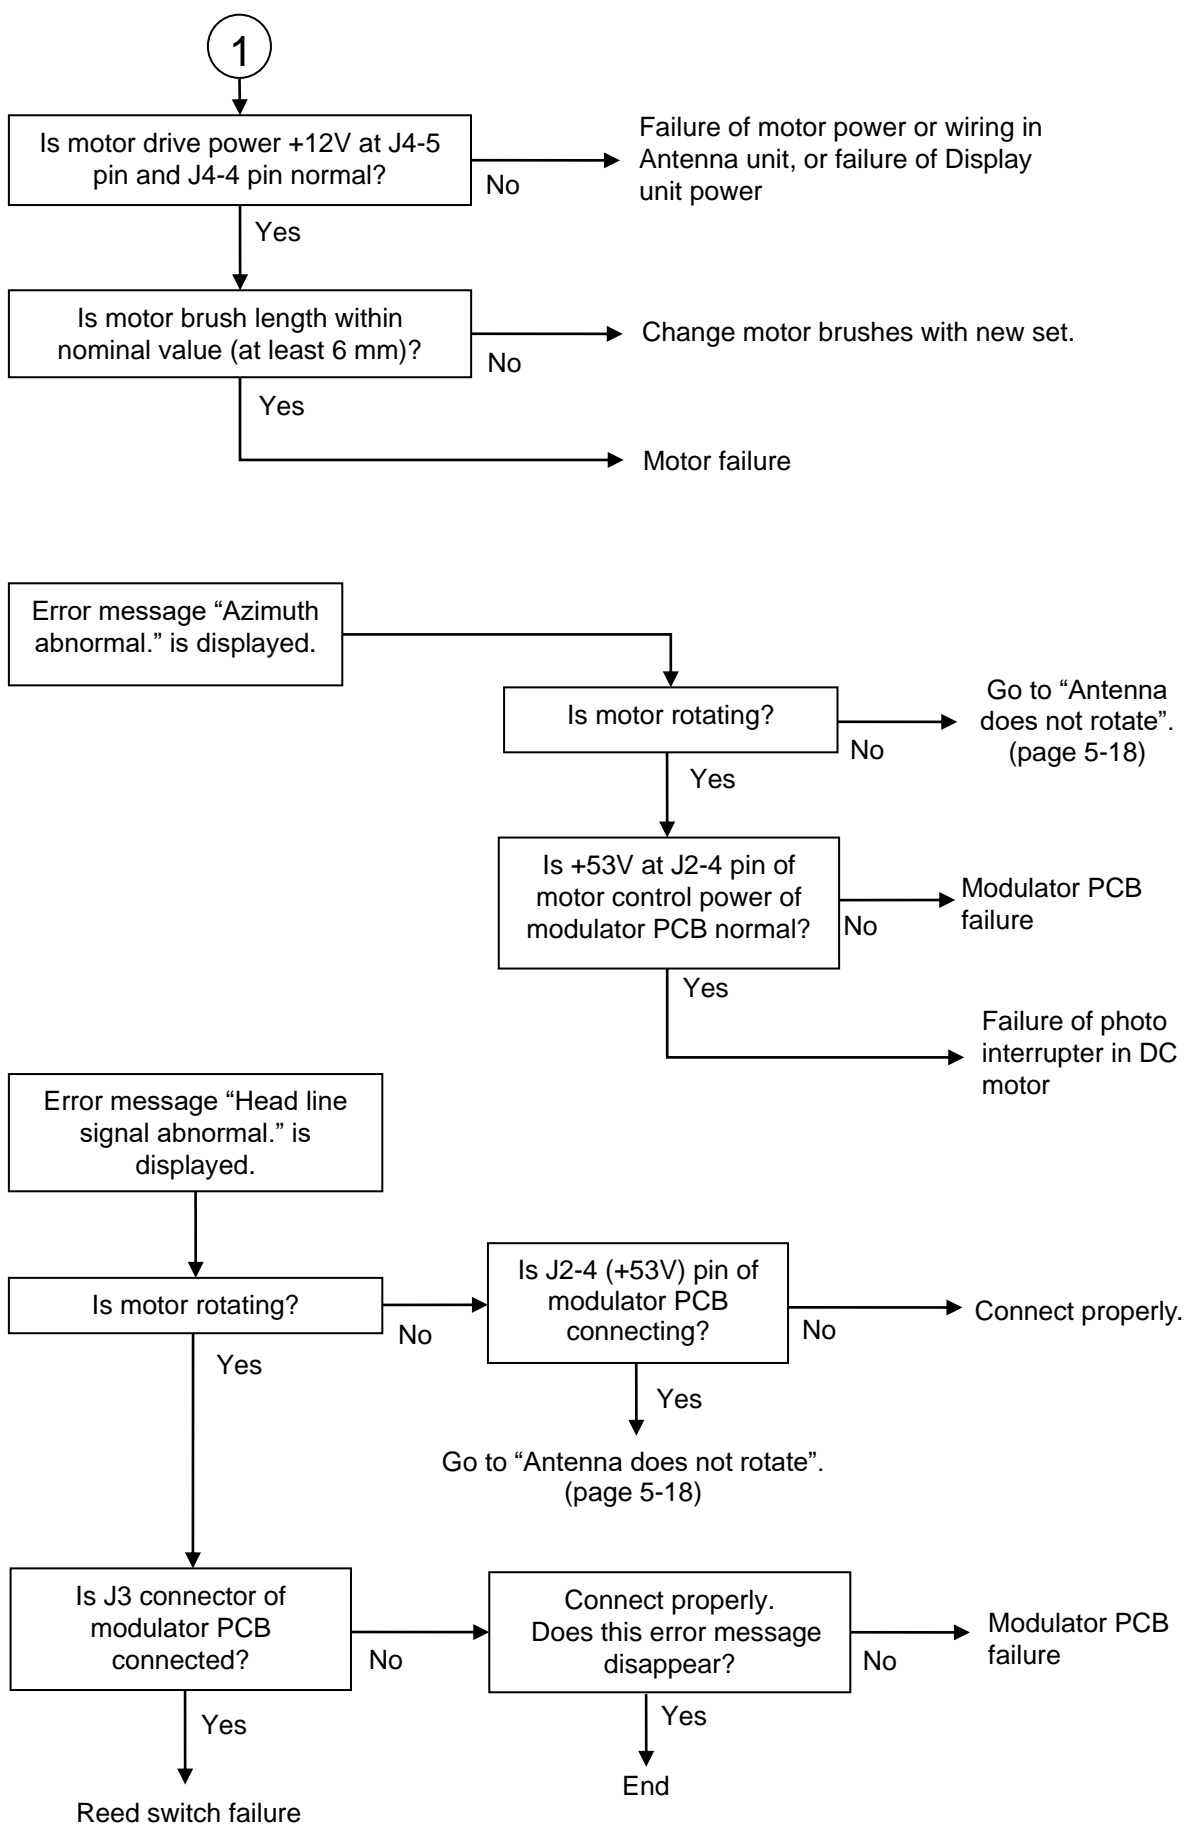 1
Is motor drive power +12V at J4-5
pin and J4-4 pin normal?
No
Failure of motor power or wiring in
Antenna unit, or failure of Display
unit power
Yes
Is motor brush length within
nominal value (at least 6 mm)?
No
Change motor brushes with new set.
Yes
Motor failure
Error message “Azimuth
abnormal.” is displayed.
Is motor rotating?
No
Go to “Antenna
does not rotate”.
(page 5-18)
Yes
Is +53V at J2-4 pin of
motor control power of
modulator PCB normal?
No
Modulator PCB
failure
Yes
Failure of photo
interrupter in DC
motor
Error message “Head line
signal abnormal.” is
displayed.
Is motor rotating?
No
Is J2-4 (+53V) pin of
modulator PCB
connecting?
No
Connect properly.
Yes
Yes
Go to “Antenna does not rotate”.
(page 5-18)
Is J3 connector of
modulator PCB
connected?
No
Connect properly.
Does this error message
disappear?
No
Modulator PCB
failure
Yes
Yes
End
Reed switch failure